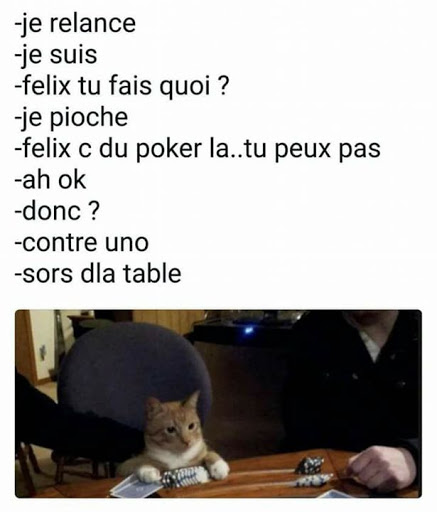 -je relance
-je suis
-felix tu fais quoi ?
-je pioche
-felix c du poker la..tu peux pas
-ah ok
-donc ?
-contre uno
-sors dla table